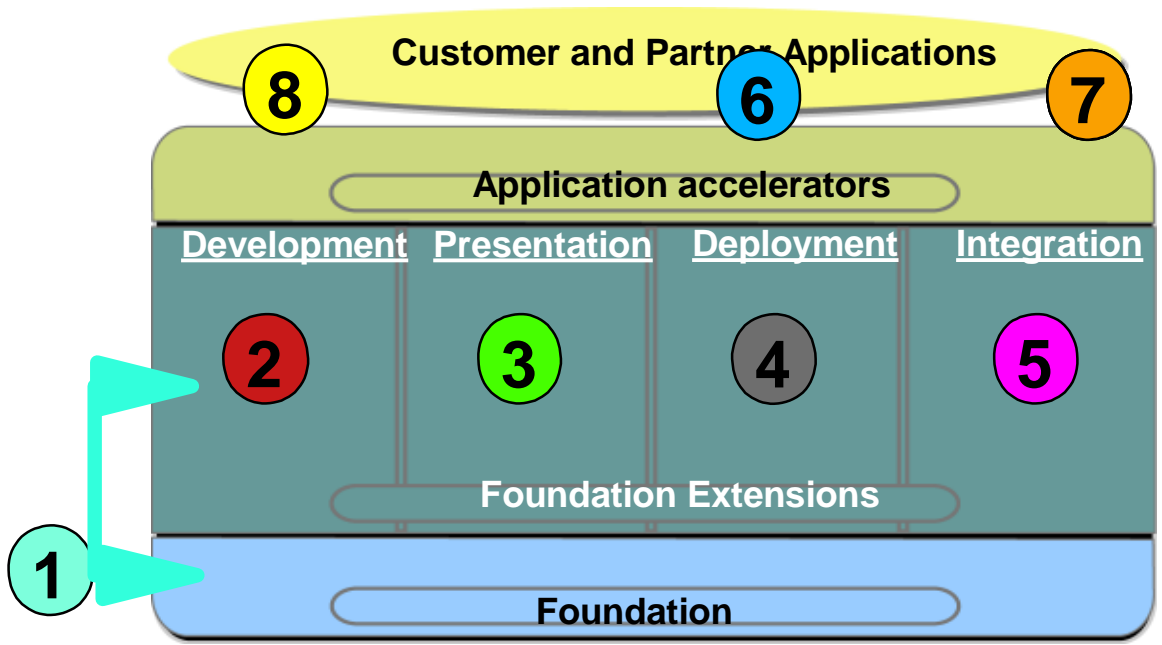 Customer and Partner Applications
8 6 7
Application accelerators
Development Presentation Deployment Integration
2 3 4 5
Foundation Extensions
1
Foundation